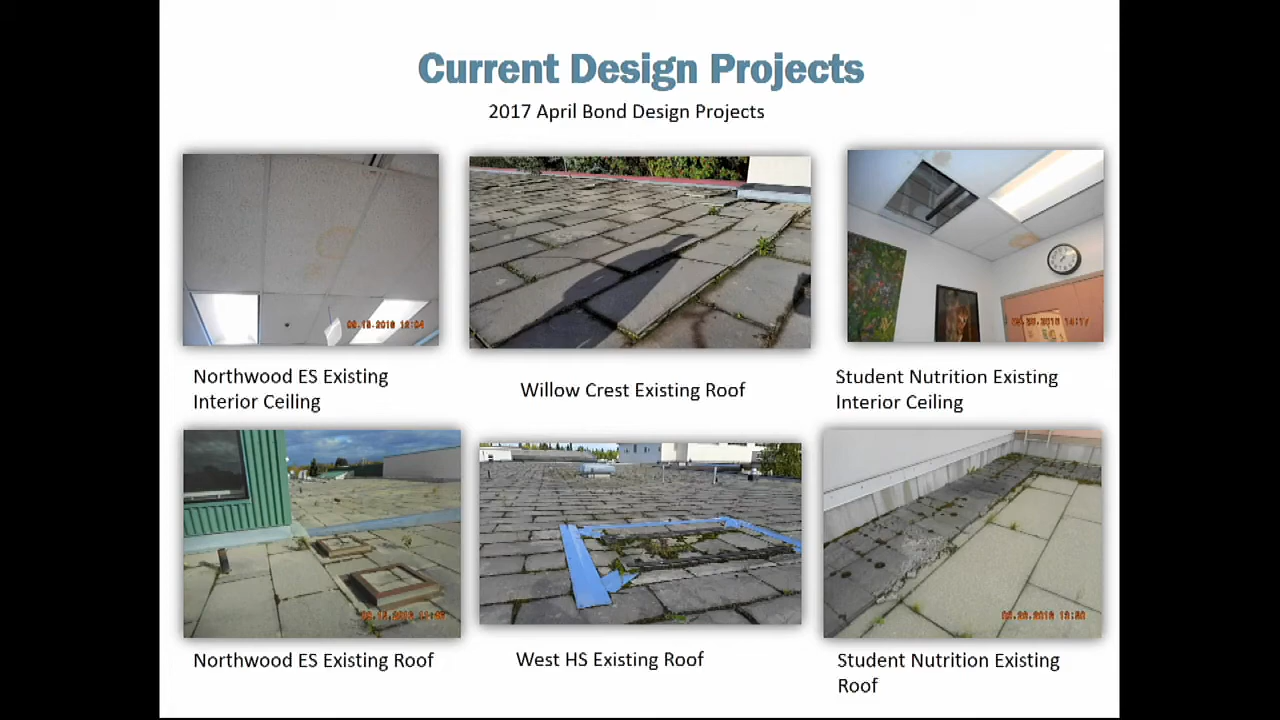 Current Design Projects
2017 April Bond Design Projects
Northwood ES Existing
Interior Ceiling
Willow Crest Existing Roof
Student Nutrition Existing
Interior Ceiling
Northwood ES Existing Roof
West HS Existing Roof
Student Nutrition Existing
Roof